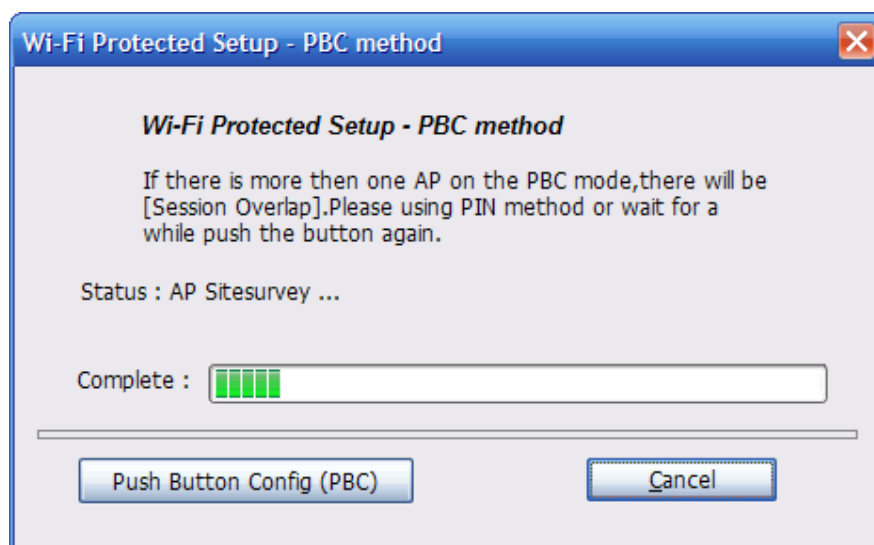 Wi-Fi Protected Setup - PBC method
Wi-Fi Protected Setup - PBC method
If there is more then one AP on the PBC mode,there will be
[Session Overlap].Please using PIN method or wait for a
while push the button again.
Status : AP Sitesurvey ...
Complete :
Push Button Config (PBC)
Cancel